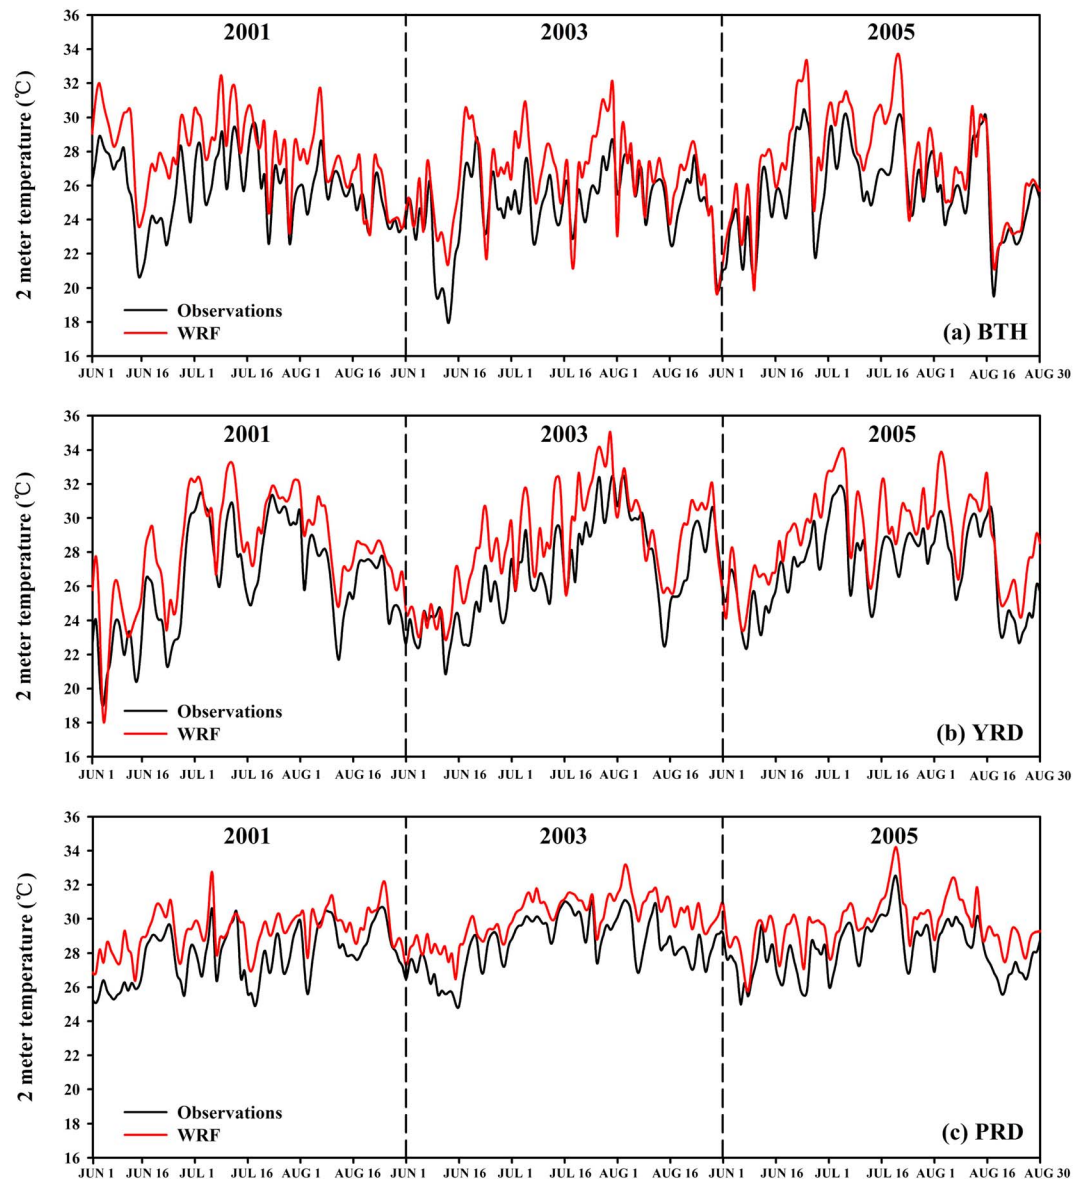 36
34
32
30
28
26
24
22
20
18
16
2 meter temperature (℃)
2001 2003 2005
Observations
WRF
(a) BTH
JUN 1 JUN 16 JUL 1 JUL 16 AUG 1 AUG 16 JUN 1 JUN 16 JUL 1 JUL 16 AUG 1 AUG 16 JUN 1 JUN 16 JUL 1 JUL 16 AUG 1 AUG 16 AUG 30
36
34
32
30
28
26
24
22
20
18
16
2 meter temperature (℃)
2001 2003 2005
Observations
WRF
(b) YRD
JUN 1 JUN 16 JUL 1 JUL 16 AUG 1 AUG 16 JUN 1 JUN 16 JUL 1 JUL 16 AUG 1 AUG 16 JUN 1 JUN 16 JUL 1 JUL 16 AUG 1 AUG 16 AUG 30
36
34
32
30
28
26
24
22
20
18
16
2 meter temperature (℃)
2001 2003 2005
Observations
WRF
(c) PRD
JUN 1 JUN 16 JUL 1 JUL 16 AUG 1 AUG 16 JUN 1 JUN 16 JUL 1 JUL 16 AUG 1 AUG 16 JUN 1 JUN 16 JUL 1 JUL 16 AUG 1 AUG 16 AUG 30